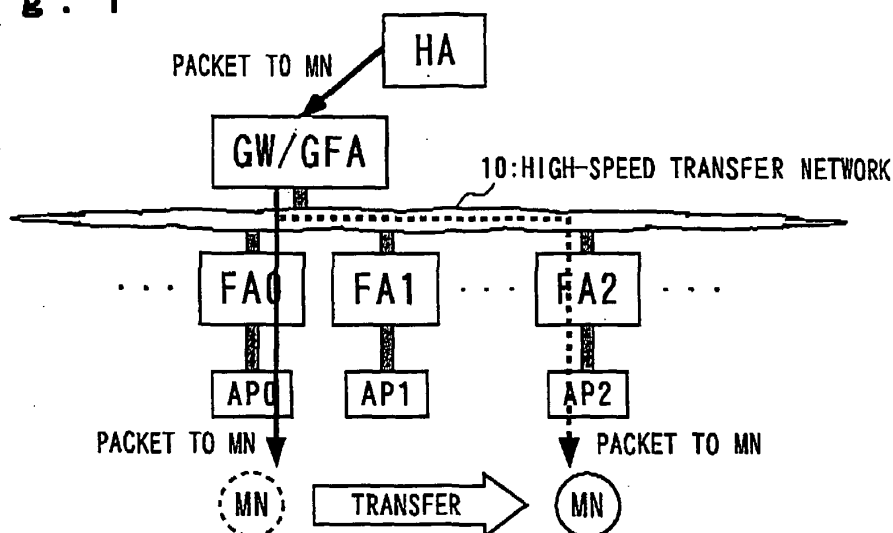 g. 1
HA
PACKET TO MN
GW/GFA
10:HIGH-SPEED TRANSFER NETWORK
... FA0 FA1 ... FA2 ...
AP0 AP1 AP2
PACKET TO MN PACKET TO MN
MN TRANSFER MN